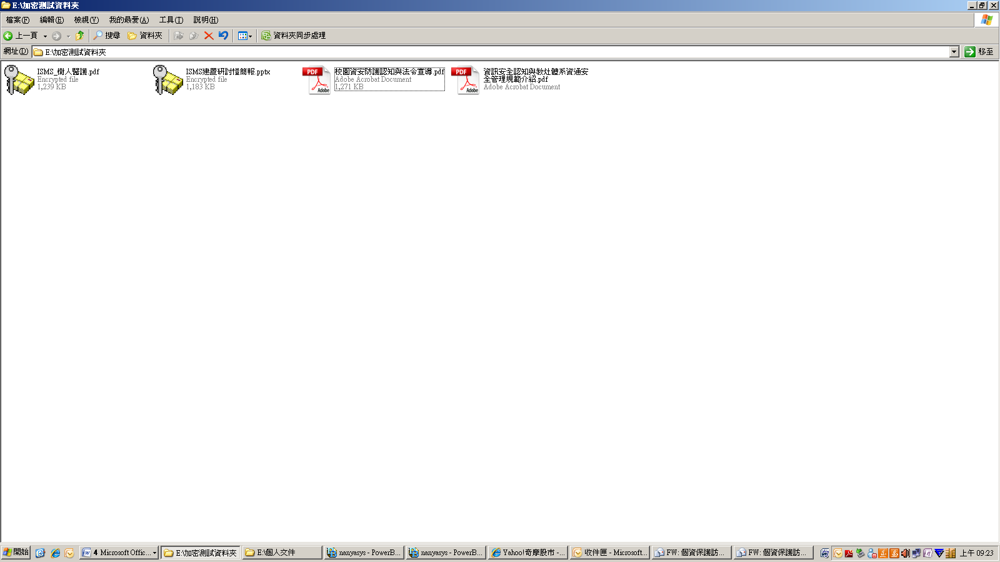 E:\加密測試資料夾
檔案(F) 編輯(E) 檢視(V) 我的最愛(A) 工具(T) 說明(H)
上一頁 搜尋 資料夾 資料夾同步處理
網址(D) E:\加密測試資料夾 移至
ISMS_樹人醫護.pdf
Encrypted file
1,239 KB
ISMS建置研討會簡報.pptx
Encrypted file
1,183 KB
校園資安防護認知與法令宣導.pdf
Adobe Acrobat Document
1,271 KB
資訊安全認知與教育體系資通安
全管理規範介紹.pdf
Adobe Acrobat Document
開始 4 Microsoft Offic... E:\加密測試資料夾 E:\個人文件 nanyasys - PowerB... nanyasys - PowerB... Yahoo!奇摩股市 -... 收件匣 - Microsoft... FW: 個資保護訪... FW: 個資保護訪... 上午 09:23